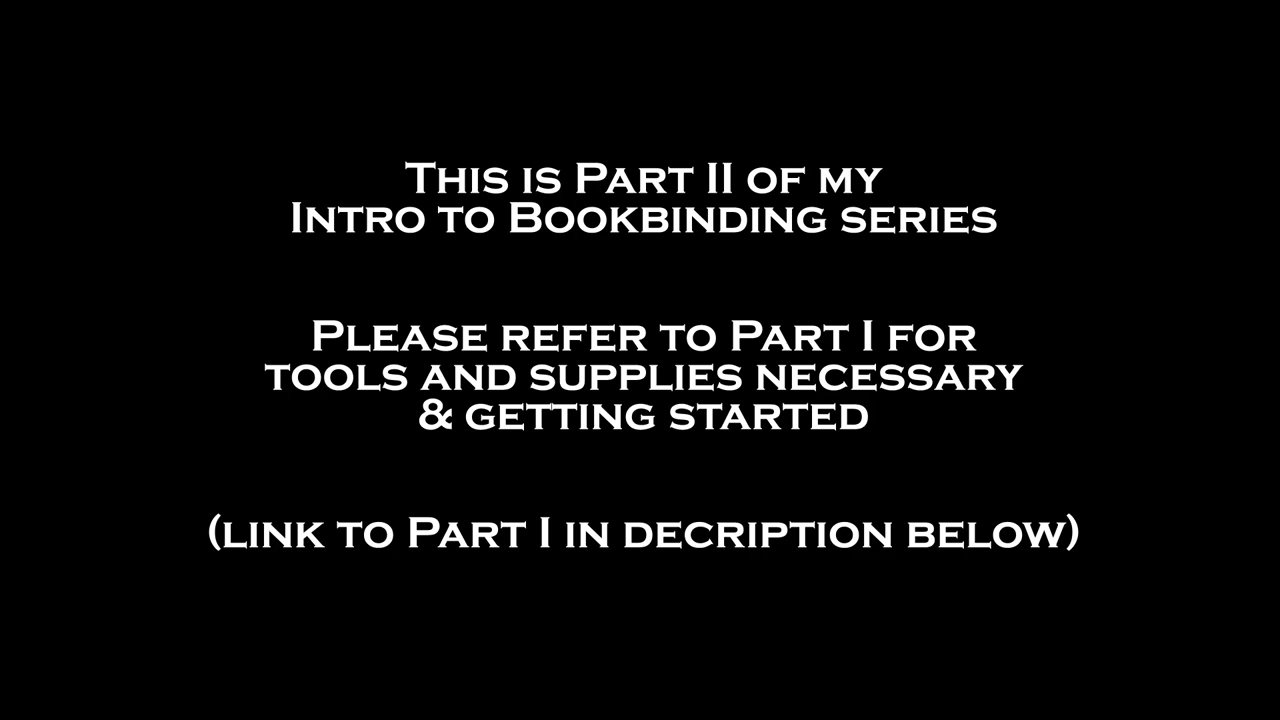 This is Part II of my
Intro to Bookbinding series
Please refer to Part I for
tools and supplies necessary
& getting started
(link to Part I in decription below)